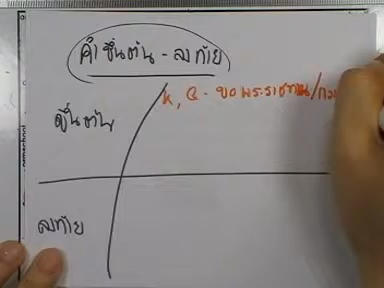 คำขึ้นต้น - ลงท้าย
ขึ้นต้น
K, Q - ขอพระราชทาน/
ลงท้าย